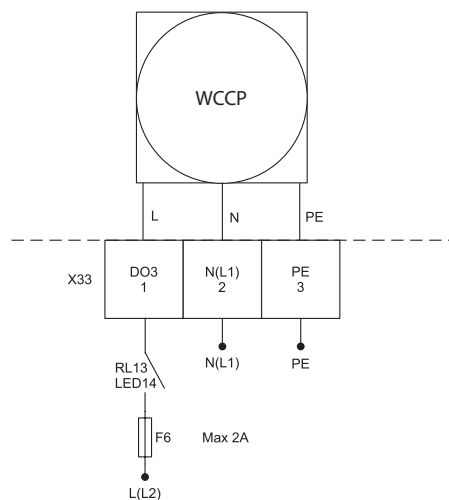 WCCP
L N PE
X33
DO3 N(L1) PE
1 2 3
N(L1) PE
RL13
LED14
F6 Max 2A
L(L2)